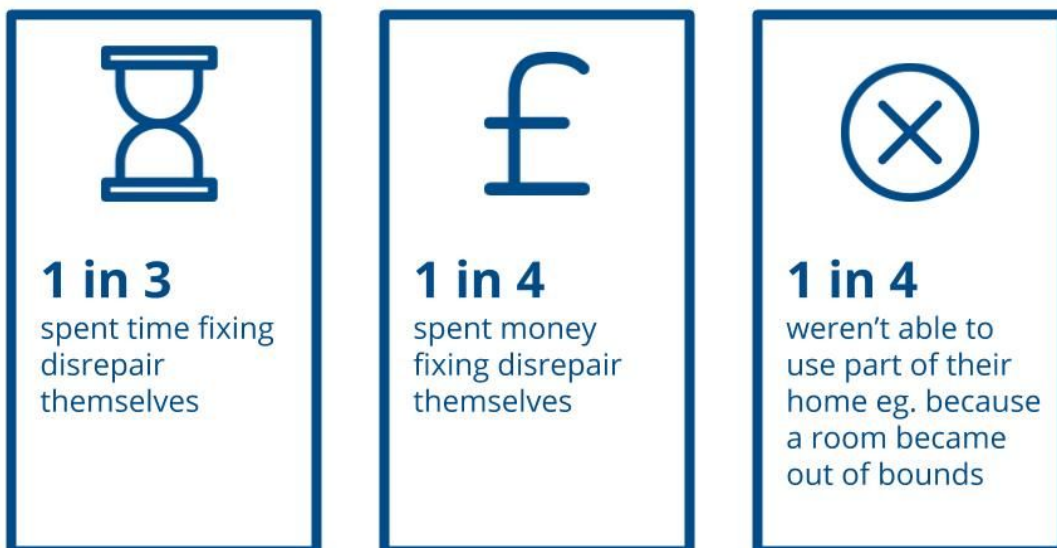 1 in 3
spent time fixing
disrepair
themselves
1 in 4
spent money
fixing disrepair
themselves
1 in 4
weren’t able to
use part of their
home eg. because
a room became
out of bounds